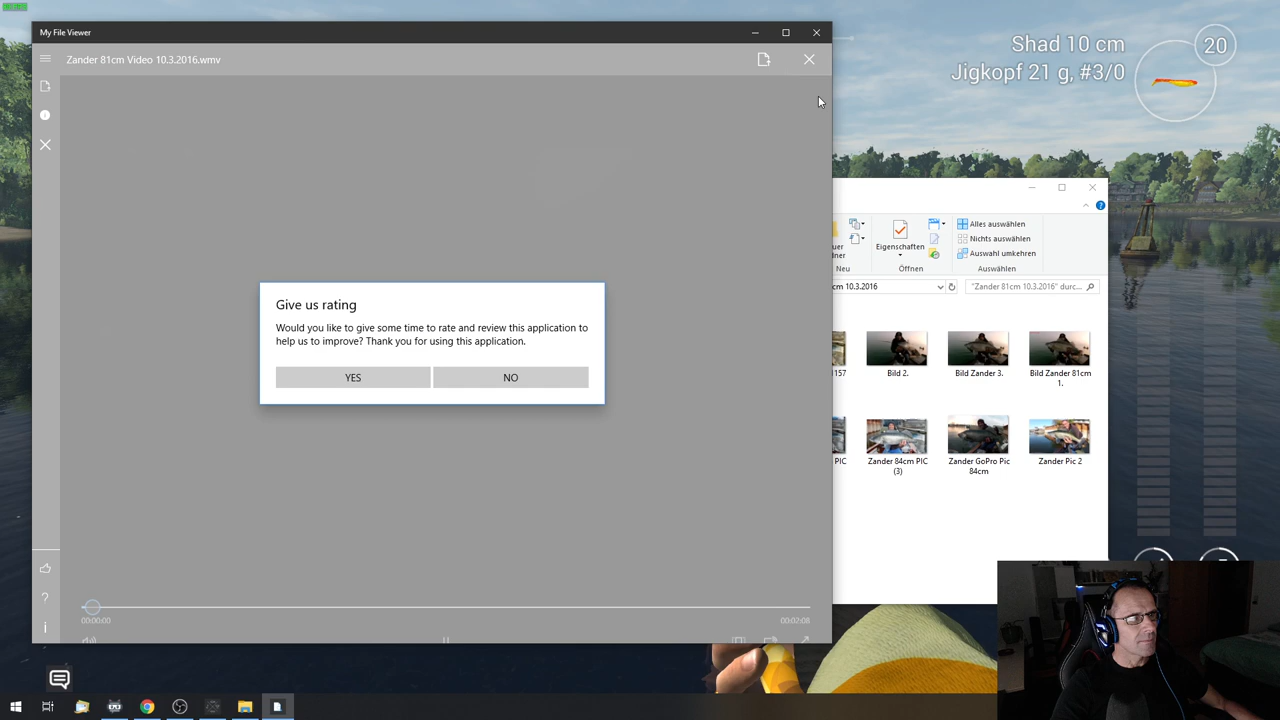 My File Viewer
Zander 81cm Video 10.3.2016.wmv
Give us rating
Would you like to give some time to rate and review this application to
help us to improve? Thank you for using this application.
YES
NO
00:00:00
00:02:08
Shad 10 cm
Jigkopf 21 g, #3/0
20
Alles auswählen
Nichts auswählen
Auswahl umkehren
Eigenschaften
Neu
Öffnen
Auswählen
cm 10.3.2016
"Zander 81cm 10.3.2016" durc...
1157
Bild 2.
Bild Zander 3.
Bild Zander 81cm
1.
PIC
Zander 84cm PIC
(3)
Zander GoPro Pic
84cm
Zander Pic 2